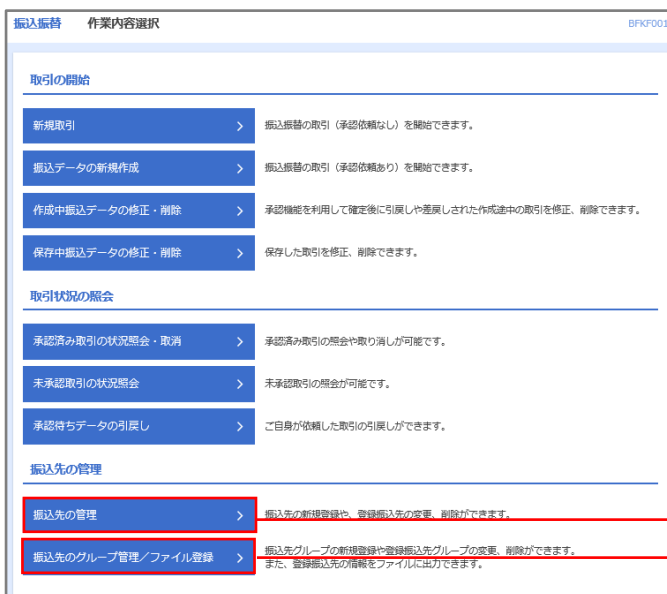 振込振替 作業内容選択 BFKF001
取引の開始
新規取引 振込振替の取引（承認依頼なし）を開始できます。
振込データの新規作成 振込振替の取引（承認依頼あり）を開始できます。
作成中振込データの修正・削除 承認機能を利用して確定後に引戻しや差戻しされた作成途中の取引を修正、削除できます。
保存中振込データの修正・削除 保存した取引を修正、削除できます。
取引状況の照会
承認済み取引の状況照会・取消 承認済み取引の照会や取り消しが可能です。
未承認取引の状況照会 未承認取引の照会が可能です。
承認待ちデータの引戻し ご自身が依頼した取引の引戻しができます。
振込先の管理
振込先の管理 振込先の新規登録や、登録振込先の変更、削除ができます。
振込先のグループ管理／ファイル登録 振込先グループの新規登録や登録振込先グループの変更、削除ができます。
また、登録振込先の情報をファイルに出力できます。